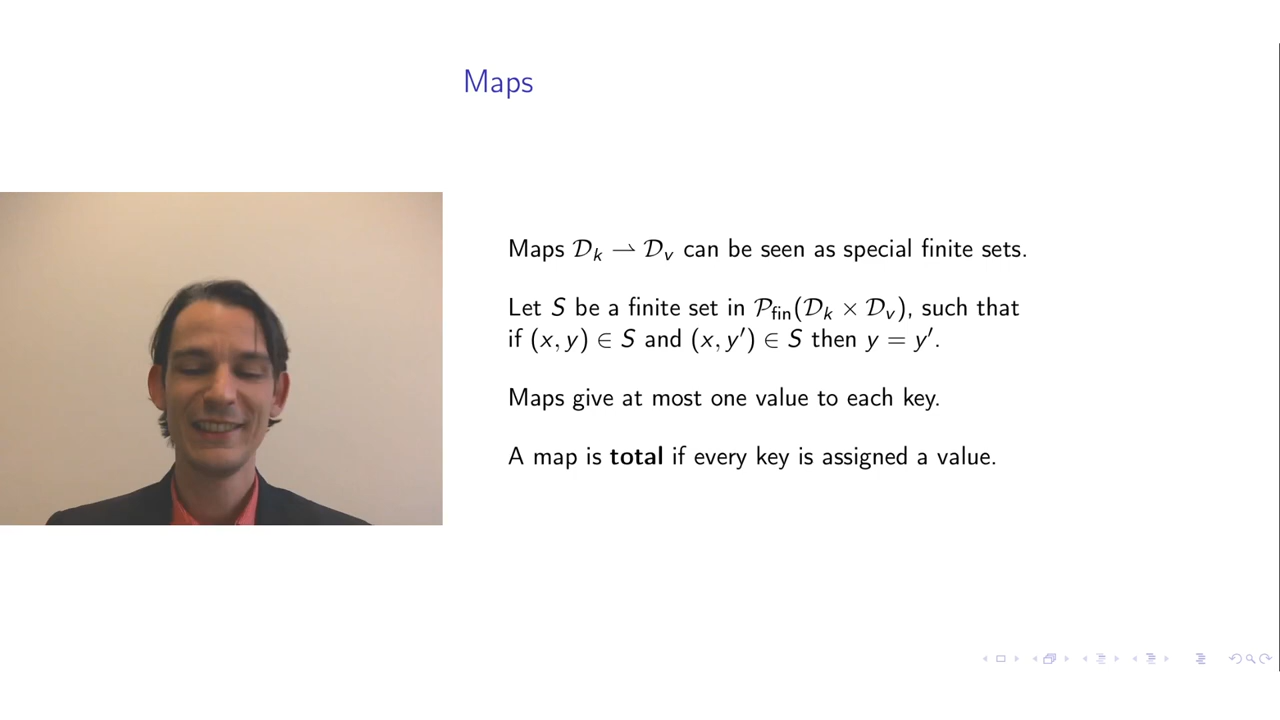 Maps
Maps 𝒟ₖ ⇀ 𝒟ᵥ can be seen as special finite sets.
Let S be a finite set in 𝒫fin(𝒟ₖ × 𝒟ᵥ), such that
if (x, y) ∈ S and (x, y′) ∈ S then y = y′.
Maps give at most one value to each key.
A map is total if every key is assigned a value.